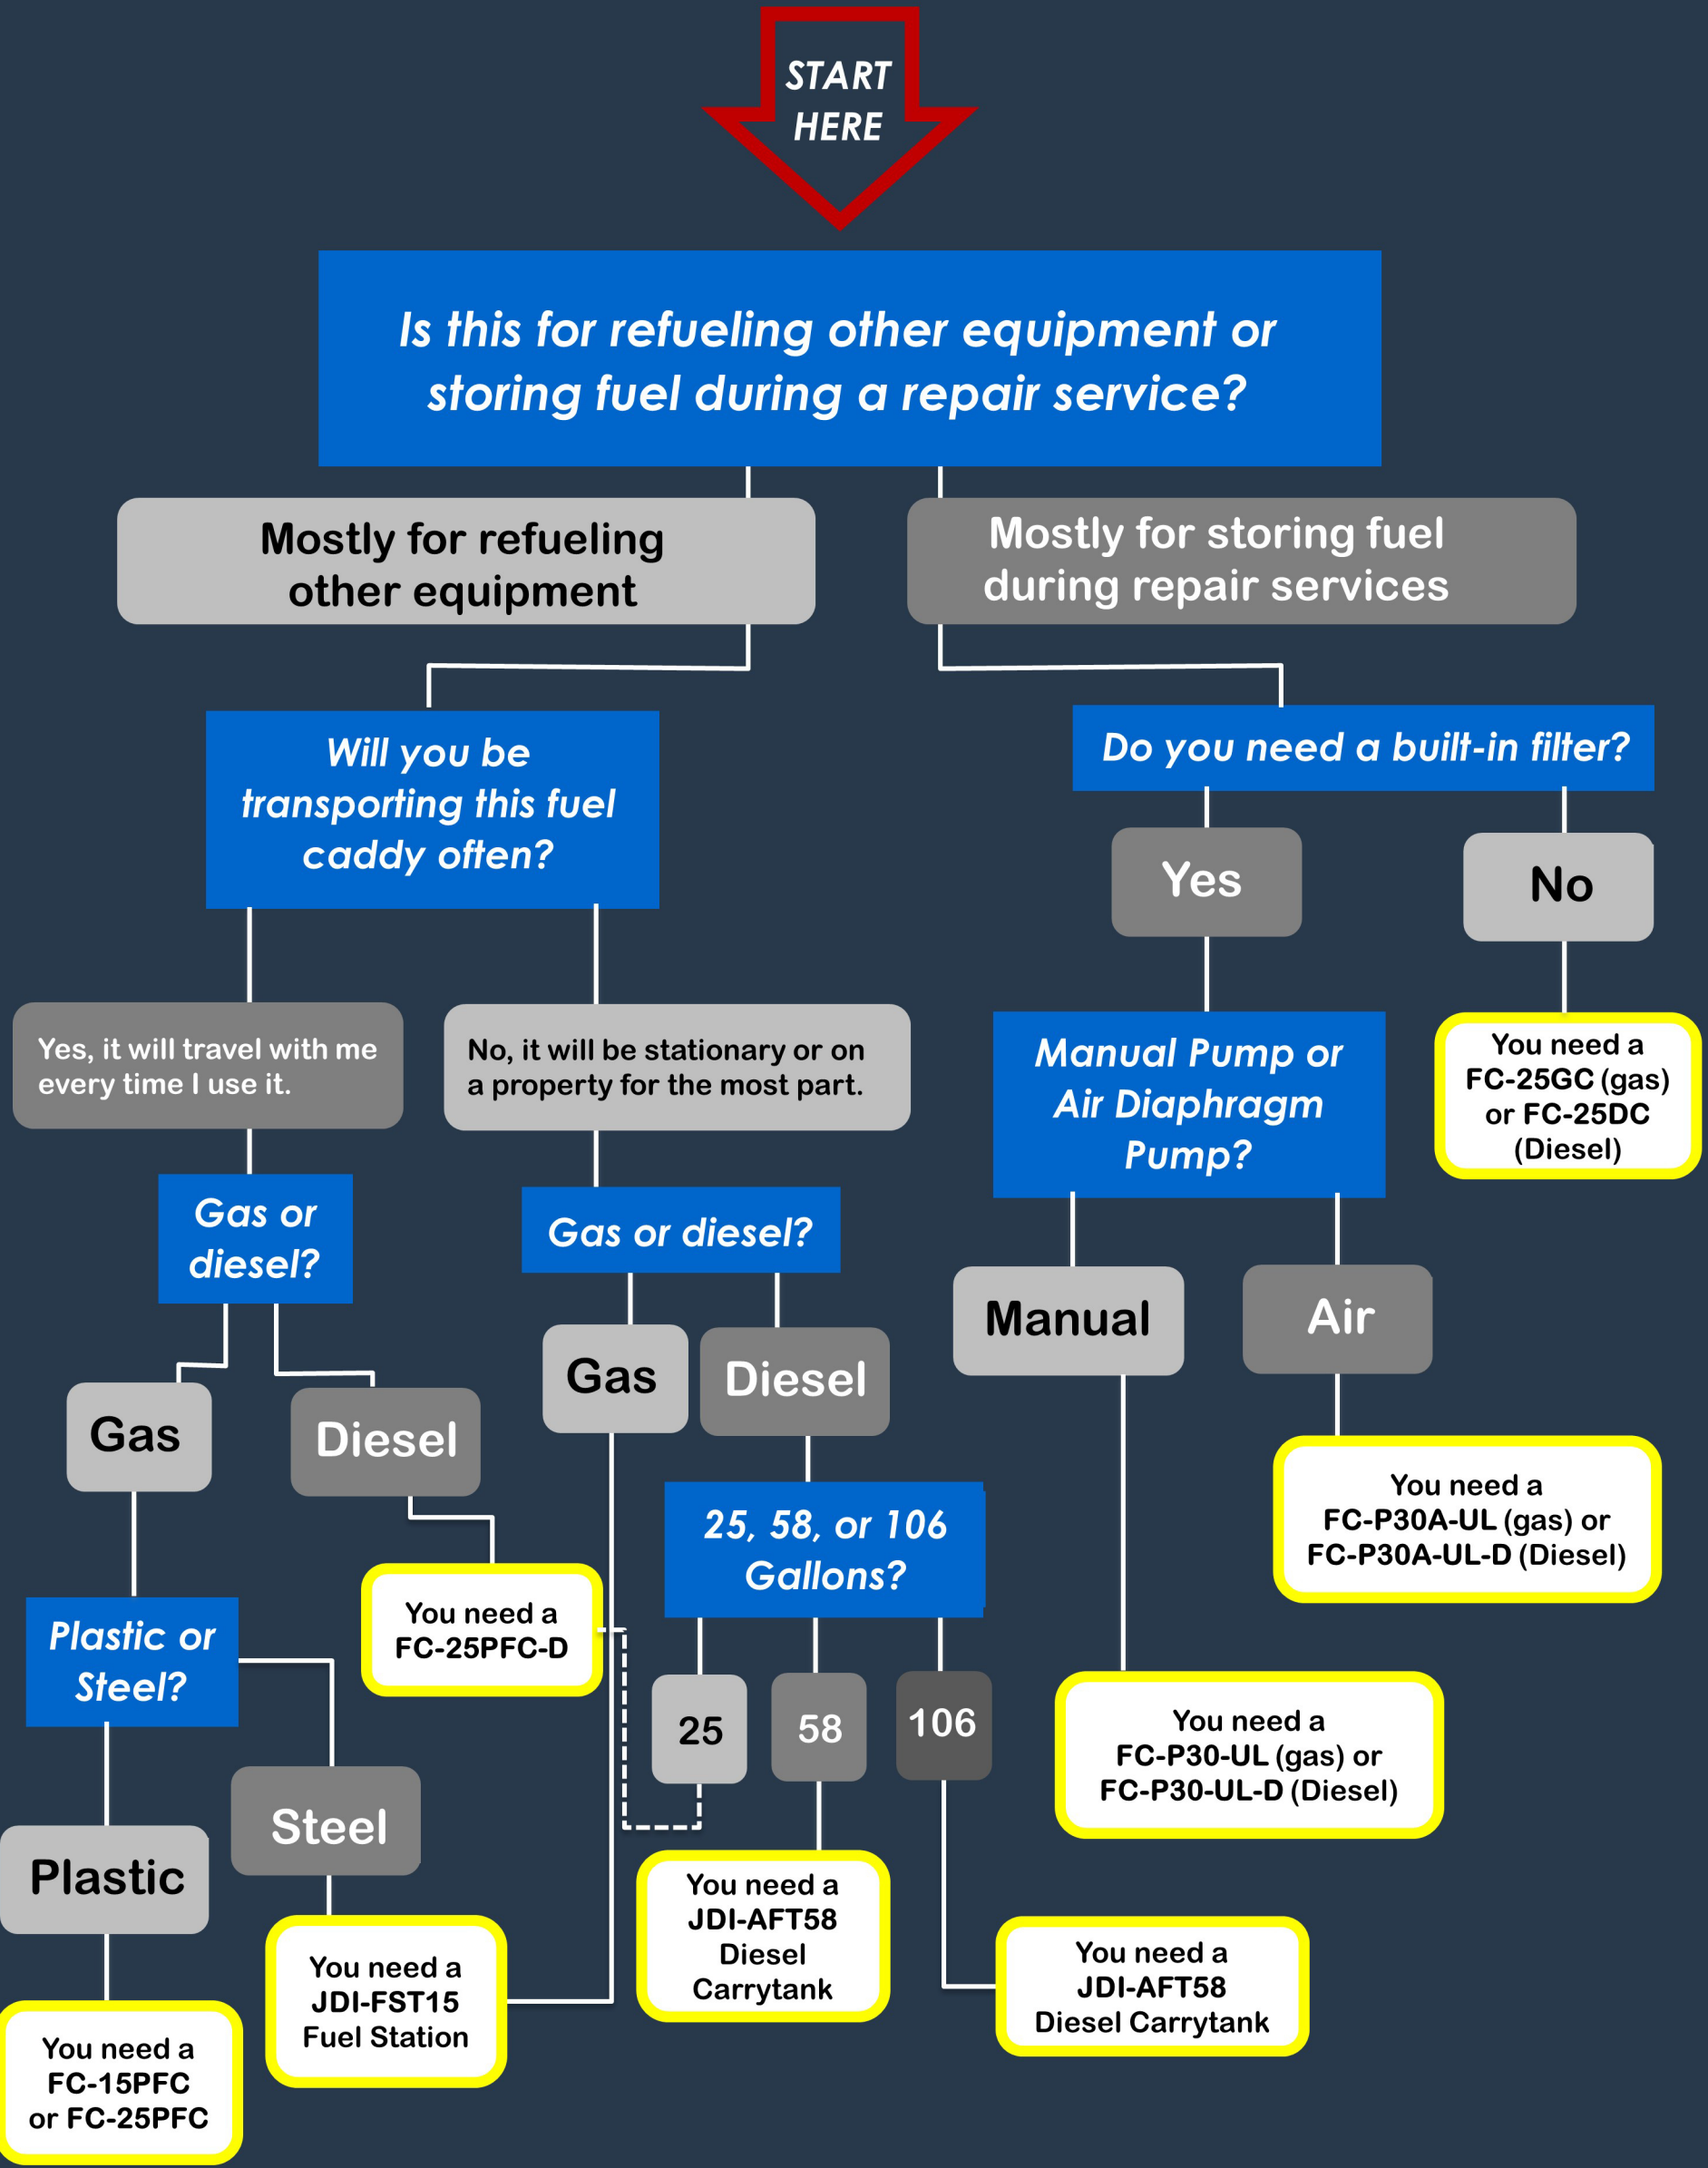 START
HERE
Is this for refueling other equipment or
storing fuel during a repair service?
Mostly for refueling
other equipment
Mostly for storing fuel
during repair services
Will you be
transporting this fuel
caddy often?
Do you need a built-in filter?
Yes
No
Yes, it will travel with me
every time I use it.
No, it will be stationary or on
a property for the most part.
Manual Pump or
Air Diaphragm
Pump?
You need a
FC-25GC (gas)
or FC-25DC
(Diesel)
Gas or
diesel?
Gas or diesel?
Manual
Air
Gas
Diesel
Gas
Diesel
You need a
FC-P30A-UL (gas) or
FC-P30A-UL-D (Diesel)
25, 58, or 106
Gallons?
You need a
FC-25PFC-D
Plastic or
Steel?
25
58
106
You need a
FC-P30-UL (gas) or
FC-P30-UL-D (Diesel)
Steel
Plastic
You need a
JDI-AFT58
Diesel
Carrytank
You need a
JDI-FST15
Fuel Station
You need a
JDI-AFT58
Diesel Carrytank
You need a
FC-15PFC
or FC-25PFC